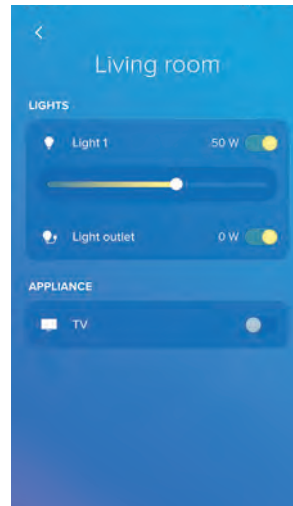 Living room
LIGHTS
Light 1 50 W
Light outlet 0 W
APPLIANCE
TV